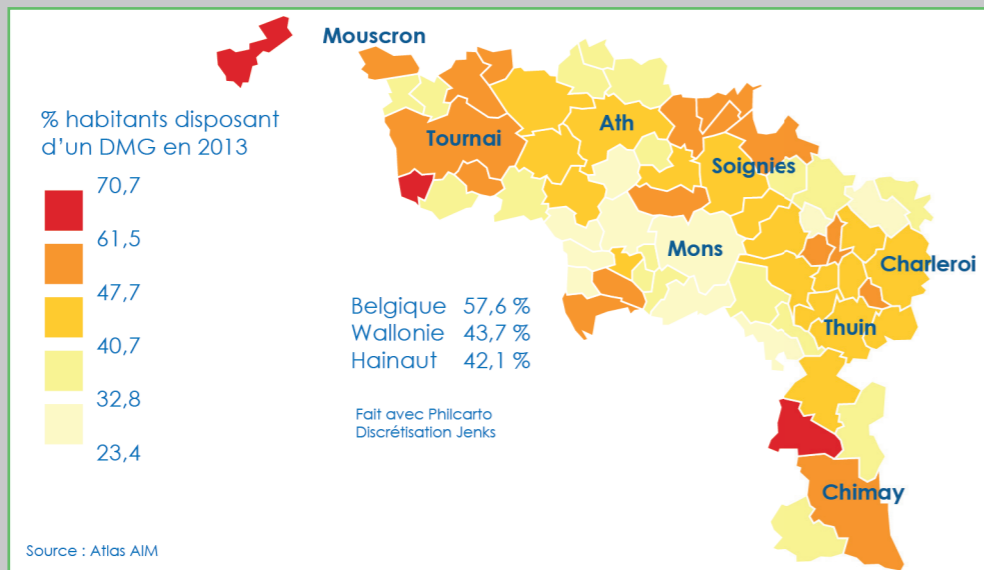 Mouscron
% habitants disposant
d'un DMG en 2013
70,7
61,5
47,7
40,7
32,8
23,4
Ath
Tournai
Soignies
Mons
Charleroi
Thuin
Chimay
Belgique 57,6 %
Wallonie 43,7 %
Hainaut 42,1 %
Fait avec Philcarto
Discrétisation Jenks
Source : Atlas AIM